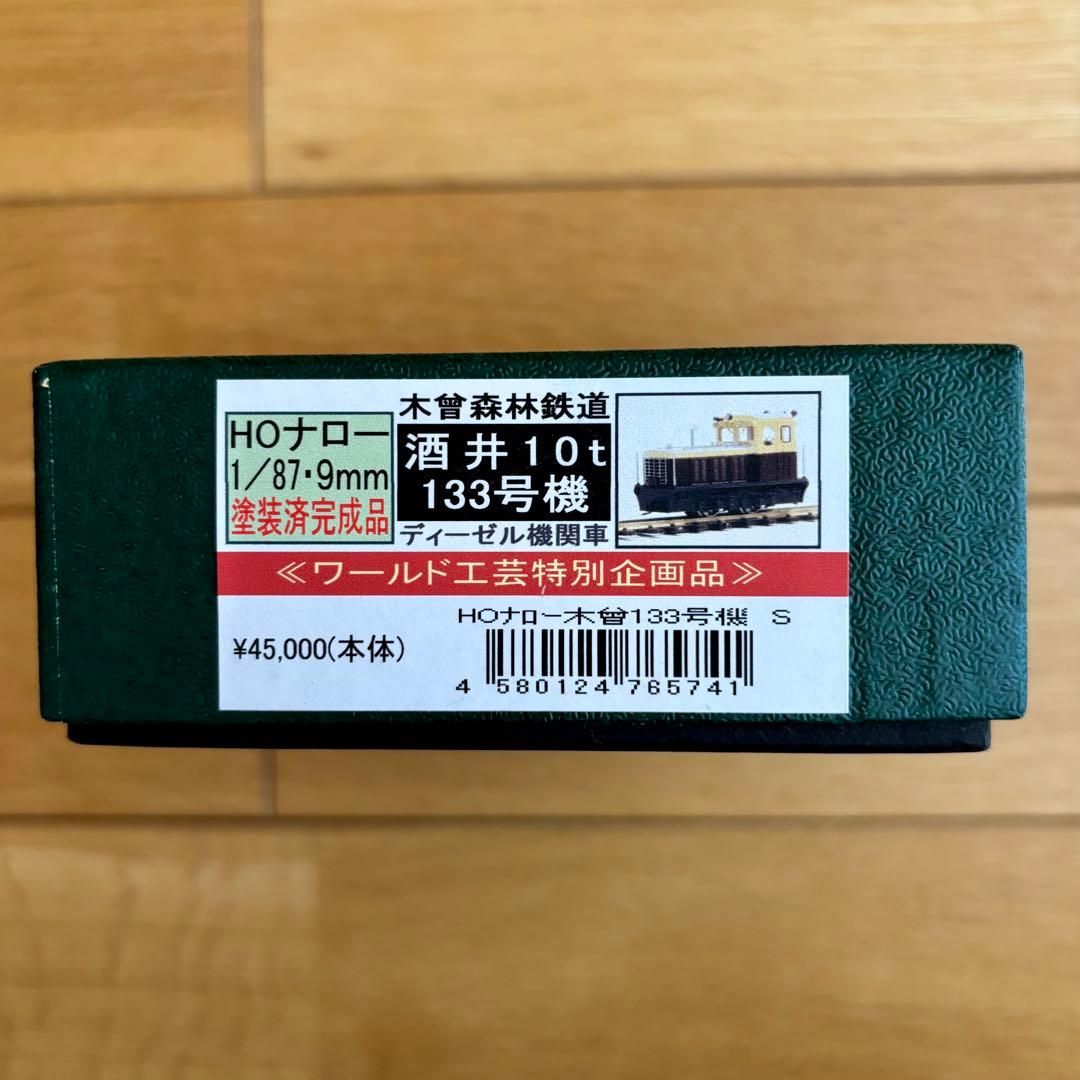 HOナロー
1/87・9mm
塗装済完成品
木曾森林鉄道
酒井10t
133号機
ディーゼル機関車
≪ワールド工芸特別企画品≫
HOナロー木曾133号機 S
¥45,000(本体)
4 580124 765741